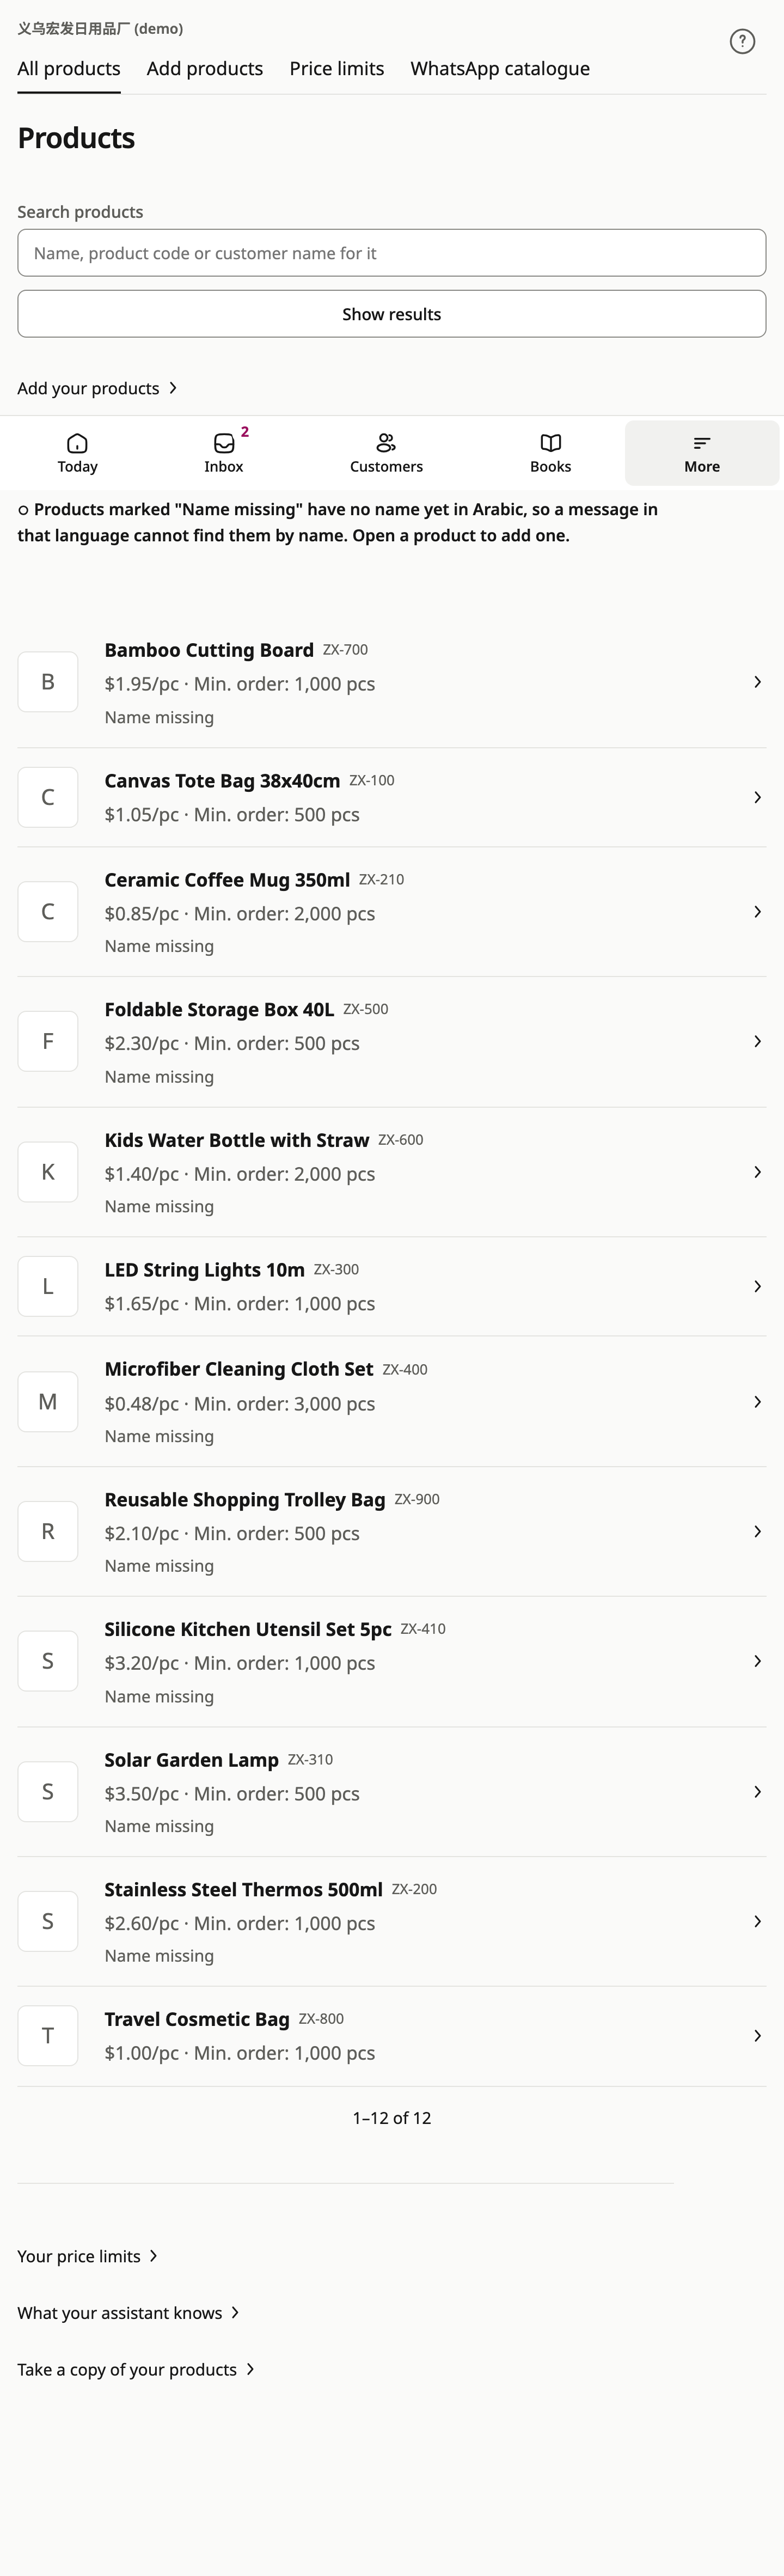 义乌宏发日用品厂 (demo)
All products Add products Price limits WhatsApp catalogue
Products
Search products
Name, product code or customer name for it
Show results
Add your products
2
Today Inbox Customers Books More
Products marked "Name missing" have no name yet in Arabic, so a message in
that language cannot find them by name. Open a product to add one.
B
Bamboo Cutting Board ZX-700
$1.95/pc · Min. order: 1,000 pcs
Name missing
C
Canvas Tote Bag 38x40cm ZX-100
$1.05/pc · Min. order: 500 pcs
C
Ceramic Coffee Mug 350ml ZX-210
$0.85/pc · Min. order: 2,000 pcs
Name missing
F
Foldable Storage Box 40L ZX-500
$2.30/pc · Min. order: 500 pcs
Name missing
K
Kids Water Bottle with Straw ZX-600
$1.40/pc · Min. order: 2,000 pcs
Name missing
L
LED String Lights 10m ZX-300
$1.65/pc · Min. order: 1,000 pcs
M
Microfiber Cleaning Cloth Set ZX-400
$0.48/pc · Min. order: 3,000 pcs
Name missing
R
Reusable Shopping Trolley Bag ZX-900
$2.10/pc · Min. order: 500 pcs
Name missing
S
Silicone Kitchen Utensil Set 5pc ZX-410
$3.20/pc · Min. order: 1,000 pcs
Name missing
S
Solar Garden Lamp ZX-310
$3.50/pc · Min. order: 500 pcs
Name missing
S
Stainless Steel Thermos 500ml ZX-200
$2.60/pc · Min. order: 1,000 pcs
Name missing
T
Travel Cosmetic Bag ZX-800
$1.00/pc · Min. order: 1,000 pcs
1–12 of 12
Your price limits
What your assistant knows
Take a copy of your products